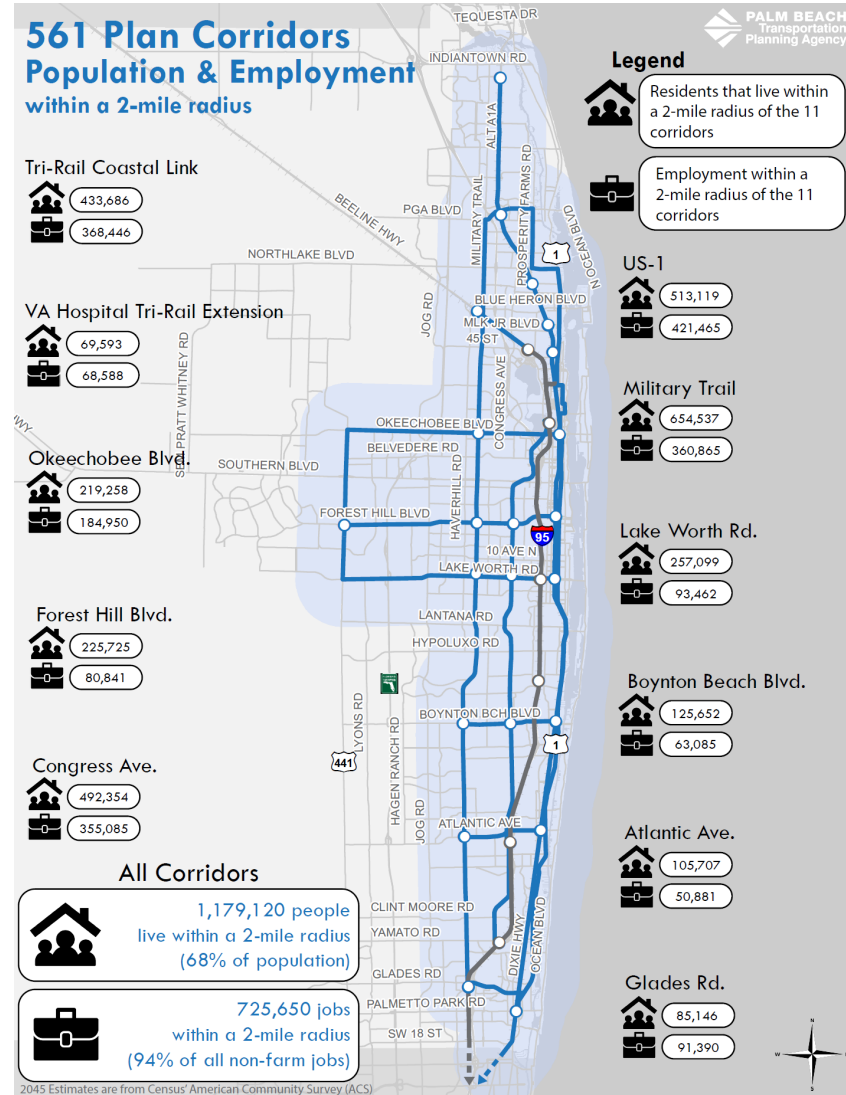 561 Plan Corridors
Population & Employment
within a 2-mile radius
PALM BEACH
Transportation
Planning Agency
Legend
Residents that live within
a 2-mile radius of the 11
corridors
Employment within a
2-mile radius of the 11
corridors
Tri-Rail Coastal Link
433,686
368,446
VA Hospital Tri-Rail Extension
69,593
68,588
Okeechobee Blvd.
219,258
184,950
Forest Hill Blvd.
225,725
80,841
Congress Ave.
492,354
355,085
US-1
513,119
421,465
Military Trail
654,537
360,865
Lake Worth Rd.
257,099
93,462
Boynton Beach Blvd.
125,652
63,085
Atlantic Ave.
105,707
50,881
Glades Rd.
85,146
91,390
All Corridors
1,179,120 people
live within a 2-mile radius
(68% of population)
725,650 jobs
within a 2-mile radius
(94% of all non-farm jobs)
TEQUESTA DR
INDIANTOWN RD
ALT A1A
PROSPERITY FARMS RD
MILITARY TRAIL
BEELINE HWY
PGA BLVD
N OCEAN BLVD
1
NORTHLAKE BLVD
BLUE HERON BLVD
JOG RD
MLK JR BLVD
45 ST
CONGRESS AVE
SEM PRATT WHITNEY RD
WY
OKEECHOBEE BLVD
BELVEDERE RD
SOUTHERN BLVD
HAVERHILL RD
FOREST HILL BLVD
95
10 AVE N
LAKE WORTH RD
LANTANA RD
HYPOLUXO RD
BOYNTON BCH BLVD
1
LYONS RD
441
HAGEN RANCH RD
JOG RD
ATLANTIC AVE
CLINT MOORE RD
YAMATO RD
DIXIE HWY
OCEAN BLVD
GLADES RD
PALMETTO PARK RD
SW 18 ST
N
W
S
2045 Estimates are from Census' American Community Survey (ACS)